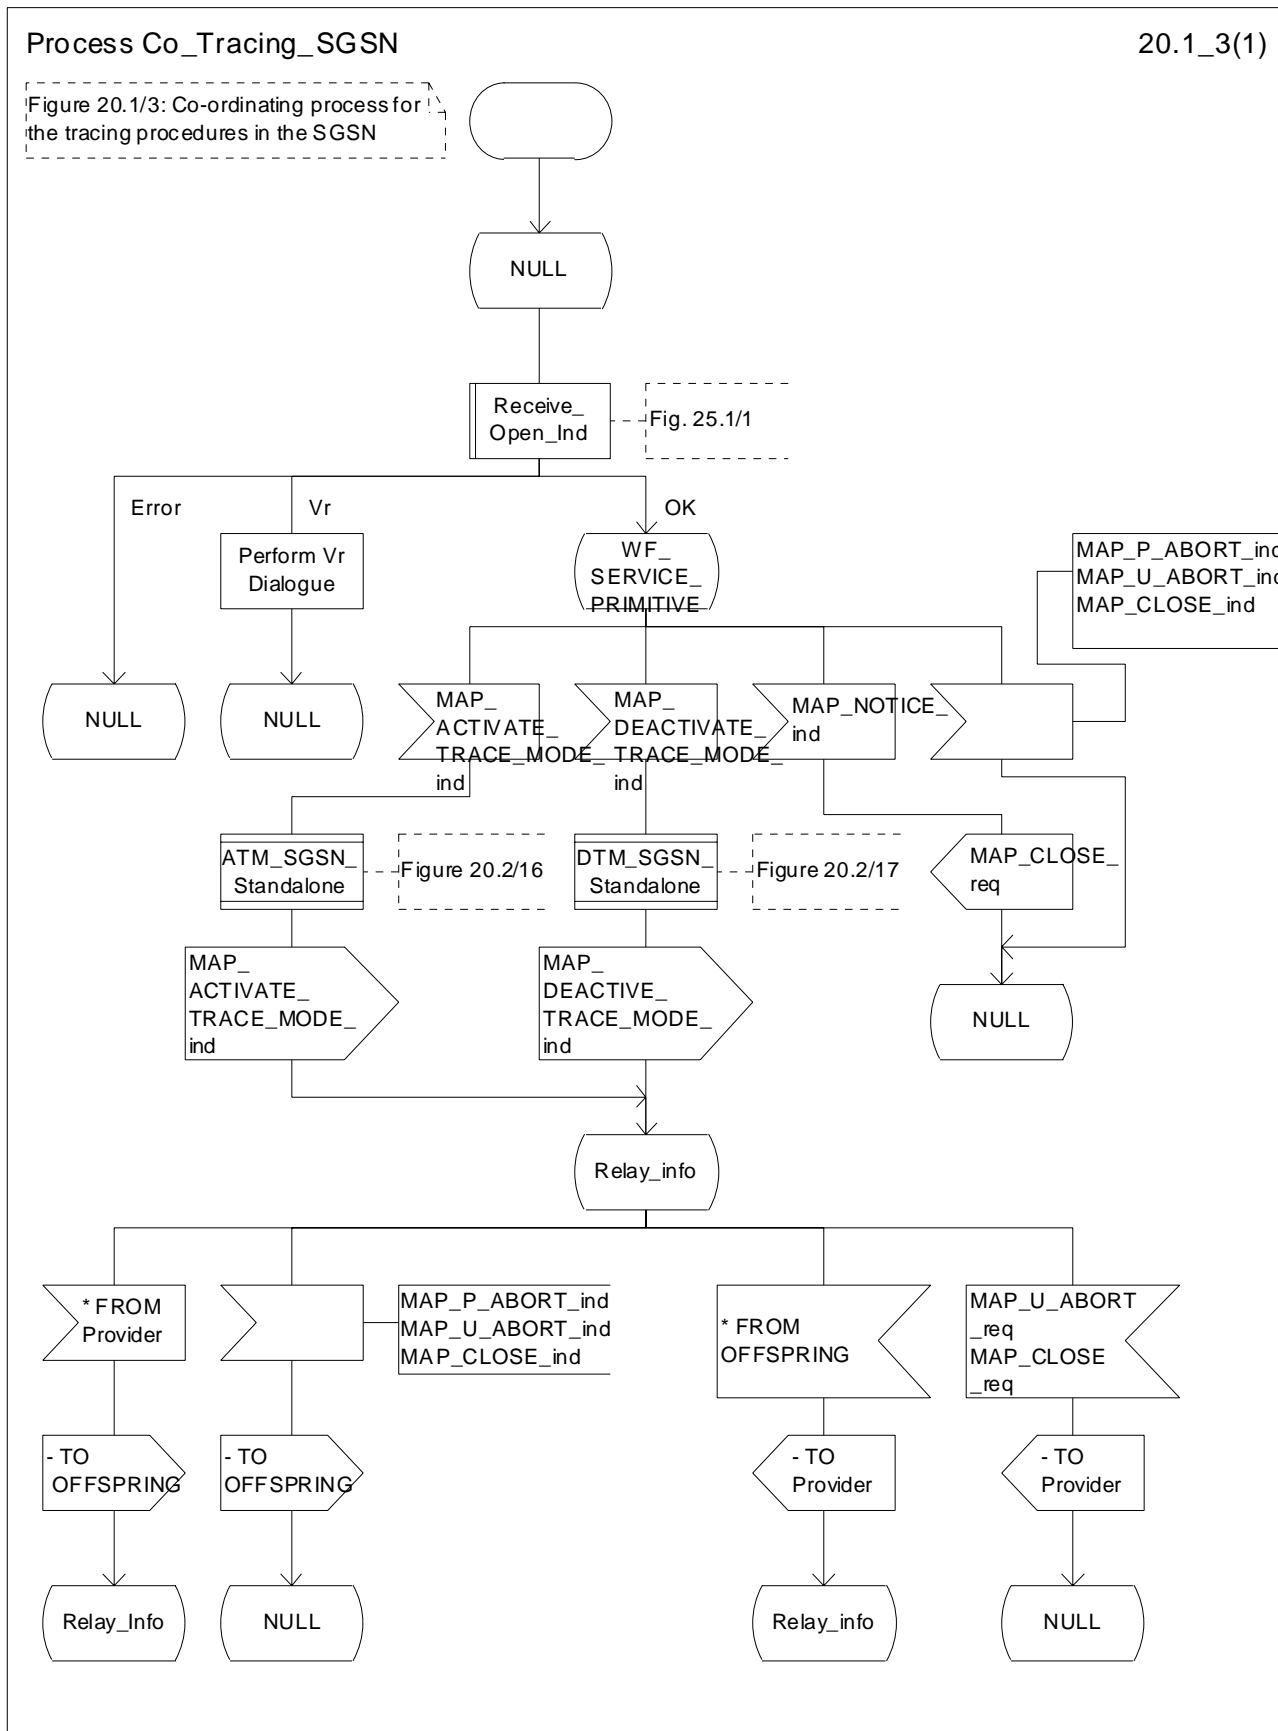 Process Co_Tracing_SGSN
20.1_3(1)
Figure 20.1/3: Co-ordinating process for
the tracing procedures in the SGSN
NULL
Receive_
Open_Ind
Fig. 25.1/1
Error
Vr
OK
Perform Vr
Dialogue
WF_
SERVICE_
PRIMITIVE
MAP_P_ABORT_ind
MAP_U_ABORT_ind
MAP_CLOSE_ind
NULL
NULL
MAP_
ACTIVATE_
TRACE_MODE_
ind
MAP_
DEACTIVATE_
TRACE_MODE_
ind
MAP_NOTICE_
ind
ATM_SGSN_
Standalone
Figure 20.2/16
DTM_SGSN_
Standalone
Figure 20.2/17
MAP_CLOSE_
req
MAP_
ACTIVATE_
TRACE_MODE_
ind
MAP_
DEACTIVE_
TRACE_MODE_
ind
NULL
Relay_info
* FROM
Provider
MAP_P_ABORT_ind
MAP_U_ABORT_ind
MAP_CLOSE_ind
* FROM
OFFSPRING
MAP_U_ABORT
_req
MAP_CLOSE
_req
- TO
OFFSPRING
- TO
OFFSPRING
- TO
Provider
- TO
Provider
Relay_Info
NULL
Relay_info
NULL